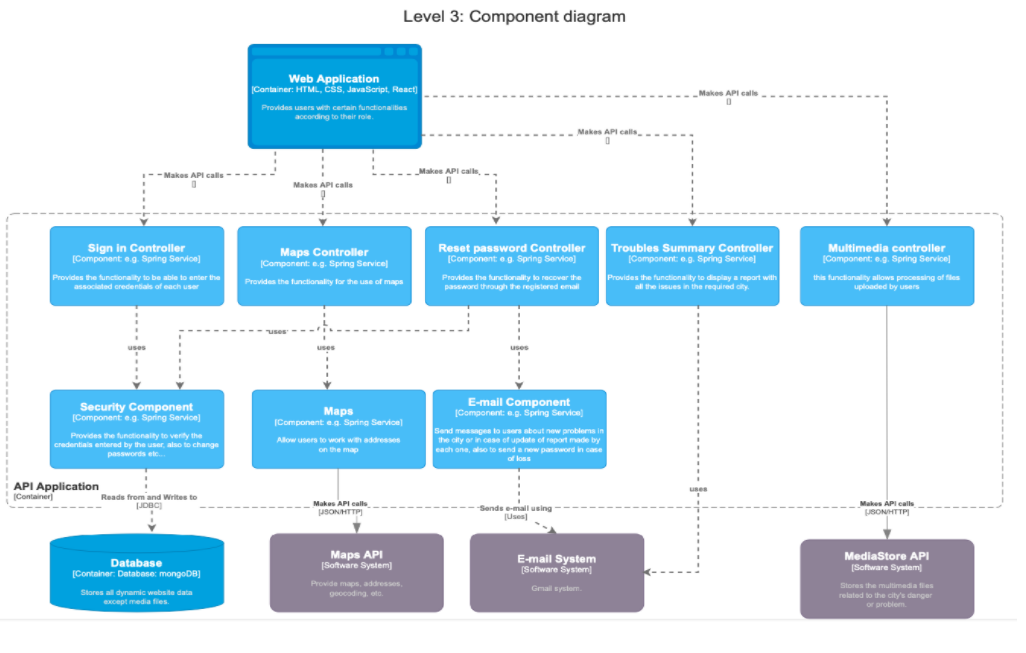 Level 3: Component diagram
Web Application
[Container: HTML, CSS, JavaScript, React]
Provides users with certain functionalities
according to their role.
Makes API calls
[]
Makes API calls
[]
Makes API calls
[]
Makes API calls
[]
Makes API calls
[]
Sign in Controller
[Component: e.g. Spring Service]
Provides the functionality to be able to enter the
associated credentials of each user
Maps Controller
[Component: e.g. Spring Service]
Provides the functionality for the use of maps
Reset password Controller
[Component: e.g. Spring Service]
Provides the functionality to recover the
password through the registered email
Troubles Summary Controller
[Component: e.g. Spring Service]
Provides the functionality to display a report with
all the issues in the required city.
Multimedia controller
[Component: e.g. Spring Service]
this functionality allows processing of files
uploaded by users
uses
uses
uses
uses
Security Component
[Component: e.g. Spring Service]
Provides the functionality to verify the
credentials entered by the user, also to change
passwords etc...
Maps
[Component: e.g. Spring Service]
Allow users to work with addresses
on the map
E-mail Component
[Component: e.g. Spring Service]
Send messages to users about new problems in
the city or in case of update of report made by
each one, also to send a new password in case
of loss
API Application
[Container]
uses
Reads from and Writes to
[JDBC]
Makes API calls
[JSON/HTTP]
Sends e-mail using
[Uses]
Makes API calls
[JSON/HTTP]
Database
[Container: Database: mongoDB]
Stores all dynamic website data
except media files.
Maps API
[Software System]
Provide maps, addresses,
geocoding, etc.
E-mail System
[Software System]
Gmail system.
MediaStore API
[Software System]
Stores the multimedia files
related to the city's danger
or problem.